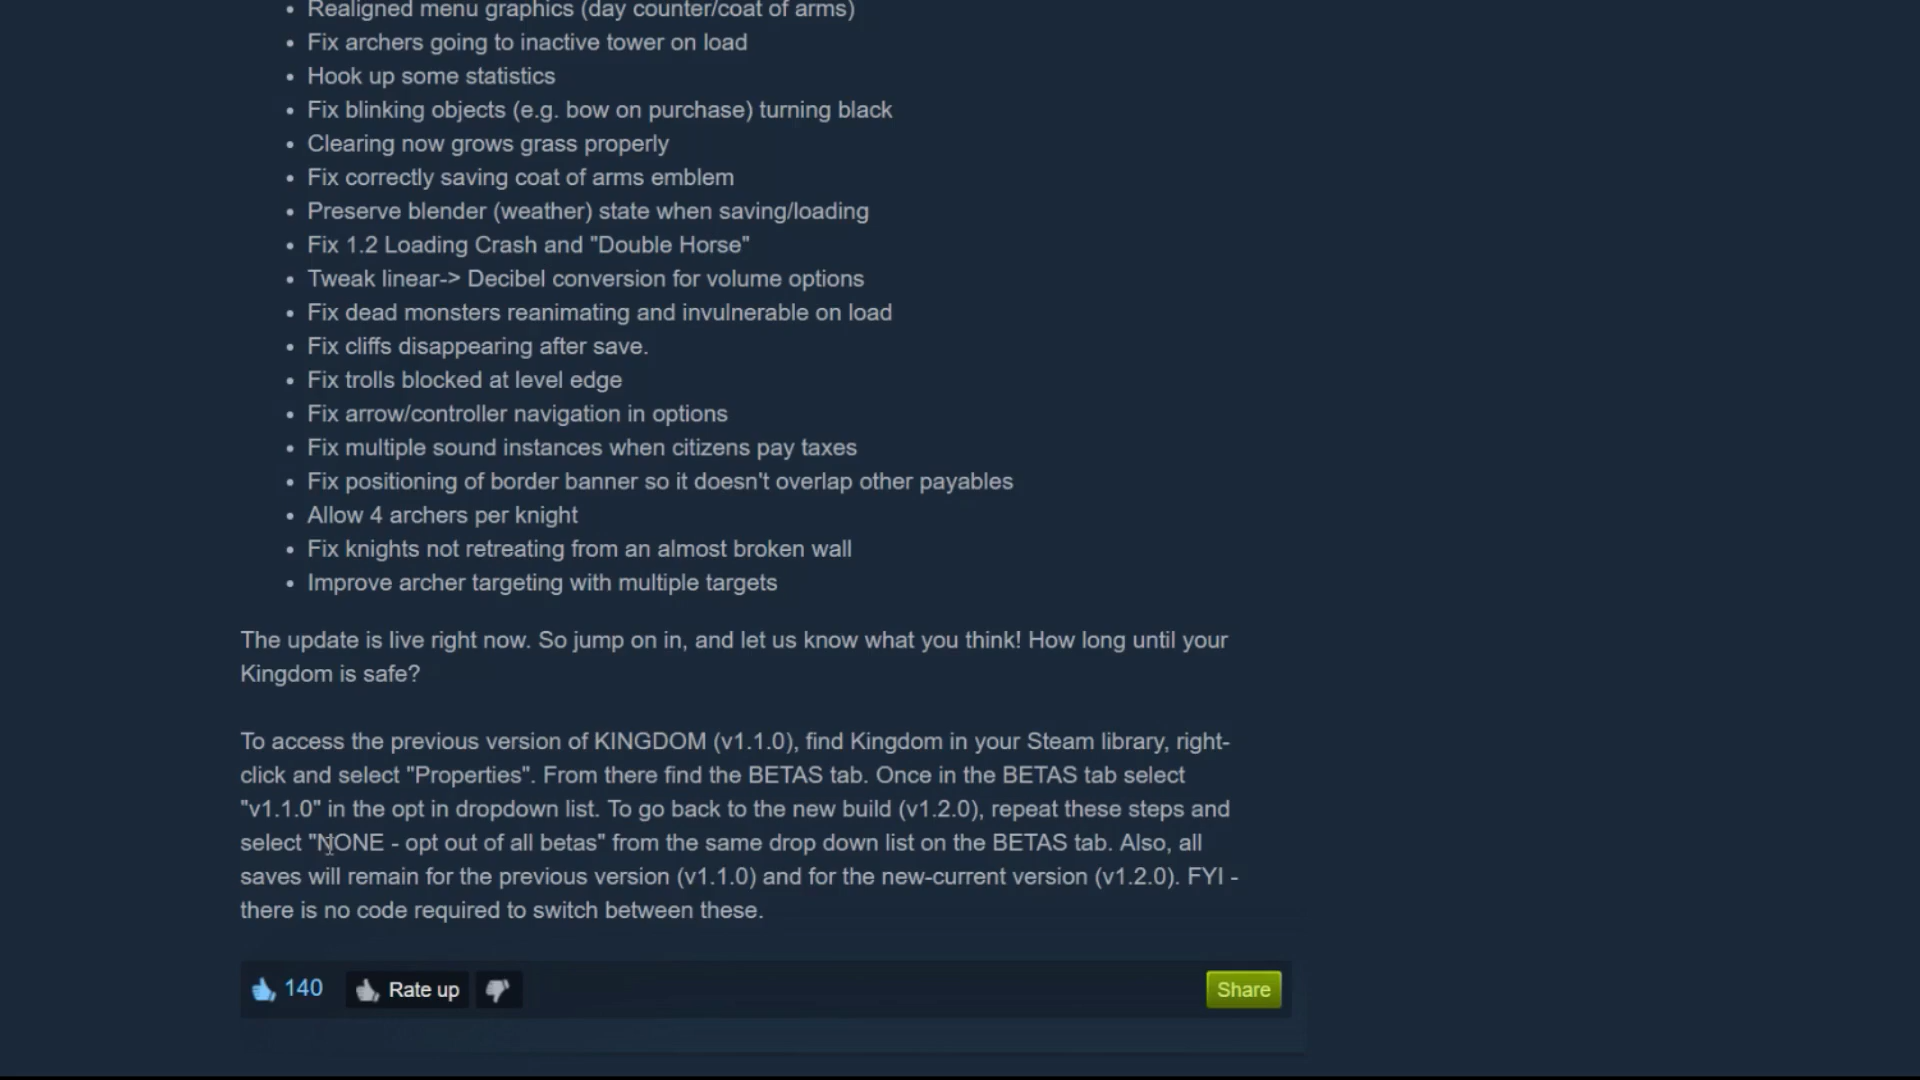 • Realigned menu graphics (day counter/coat of arms)
• Fix archers going to inactive tower on load
• Hook up some statistics
• Fix blinking objects (e.g. bow on purchase) turning black
• Clearing now grows grass properly
• Fix correctly saving coat of arms emblem
• Preserve blender (weather) state when saving/loading
• Fix 1.2 Loading Crash and "Double Horse"
• Tweak linear-> Decibel conversion for volume options
• Fix dead monsters reanimating and invulnerable on load
• Fix cliffs disappearing after save.
• Fix trolls blocked at level edge
• Fix arrow/controller navigation in options
• Fix multiple sound instances when citizens pay taxes
• Fix positioning of border banner so it doesn't overlap other payables
• Allow 4 archers per knight
• Fix knights not retreating from an almost broken wall
• Improve archer targeting with multiple targets
The update is live right now. So jump on in, and let us know what you think! How long until your
Kingdom is safe?
To access the previous version of KINGDOM (v1.1.0), find Kingdom in your Steam library, right-
click and select "Properties". From there find the BETAS tab. Once in the BETAS tab select
"v1.1.0" in the opt in dropdown list. To go back to the new build (v1.2.0), repeat these steps and
select "NONE - opt out of all betas" from the same drop down list on the BETAS tab. Also, all
saves will remain for the previous version (v1.1.0) and for the new-current version (v1.2.0). FYI -
there is no code required to switch between these.
140 Rate up Share